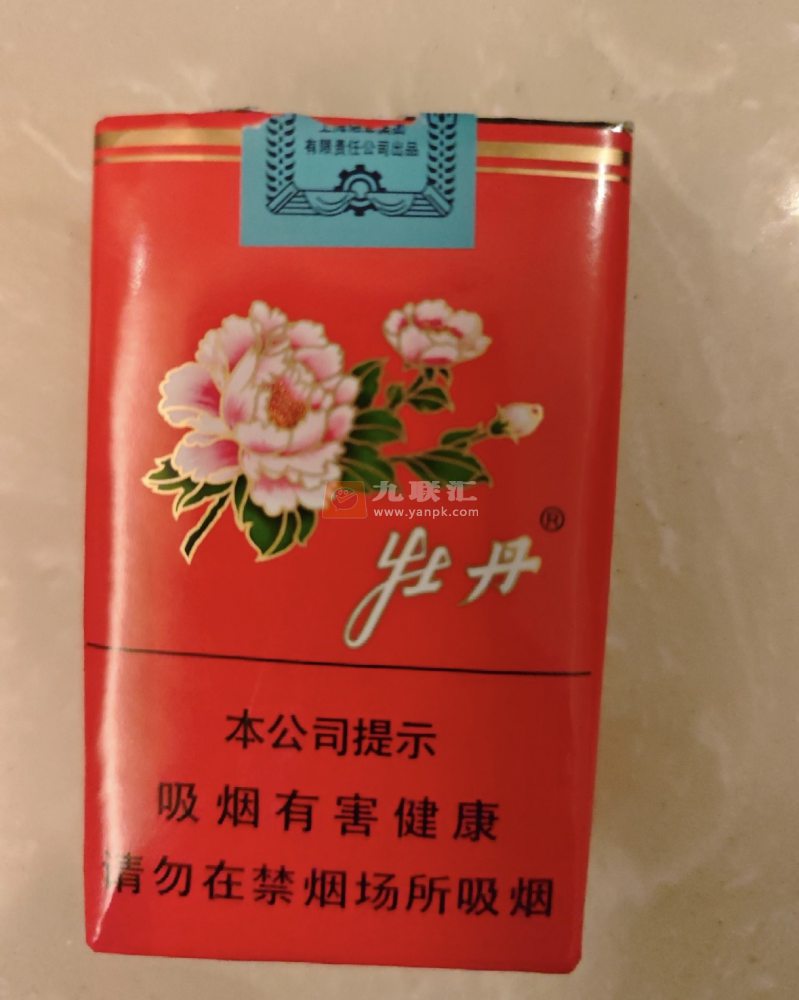 有限责任公司出品
九联汇
www.yanpk.com
®
牡丹
本公司提示
吸烟有害健康
请勿在禁烟场所吸烟